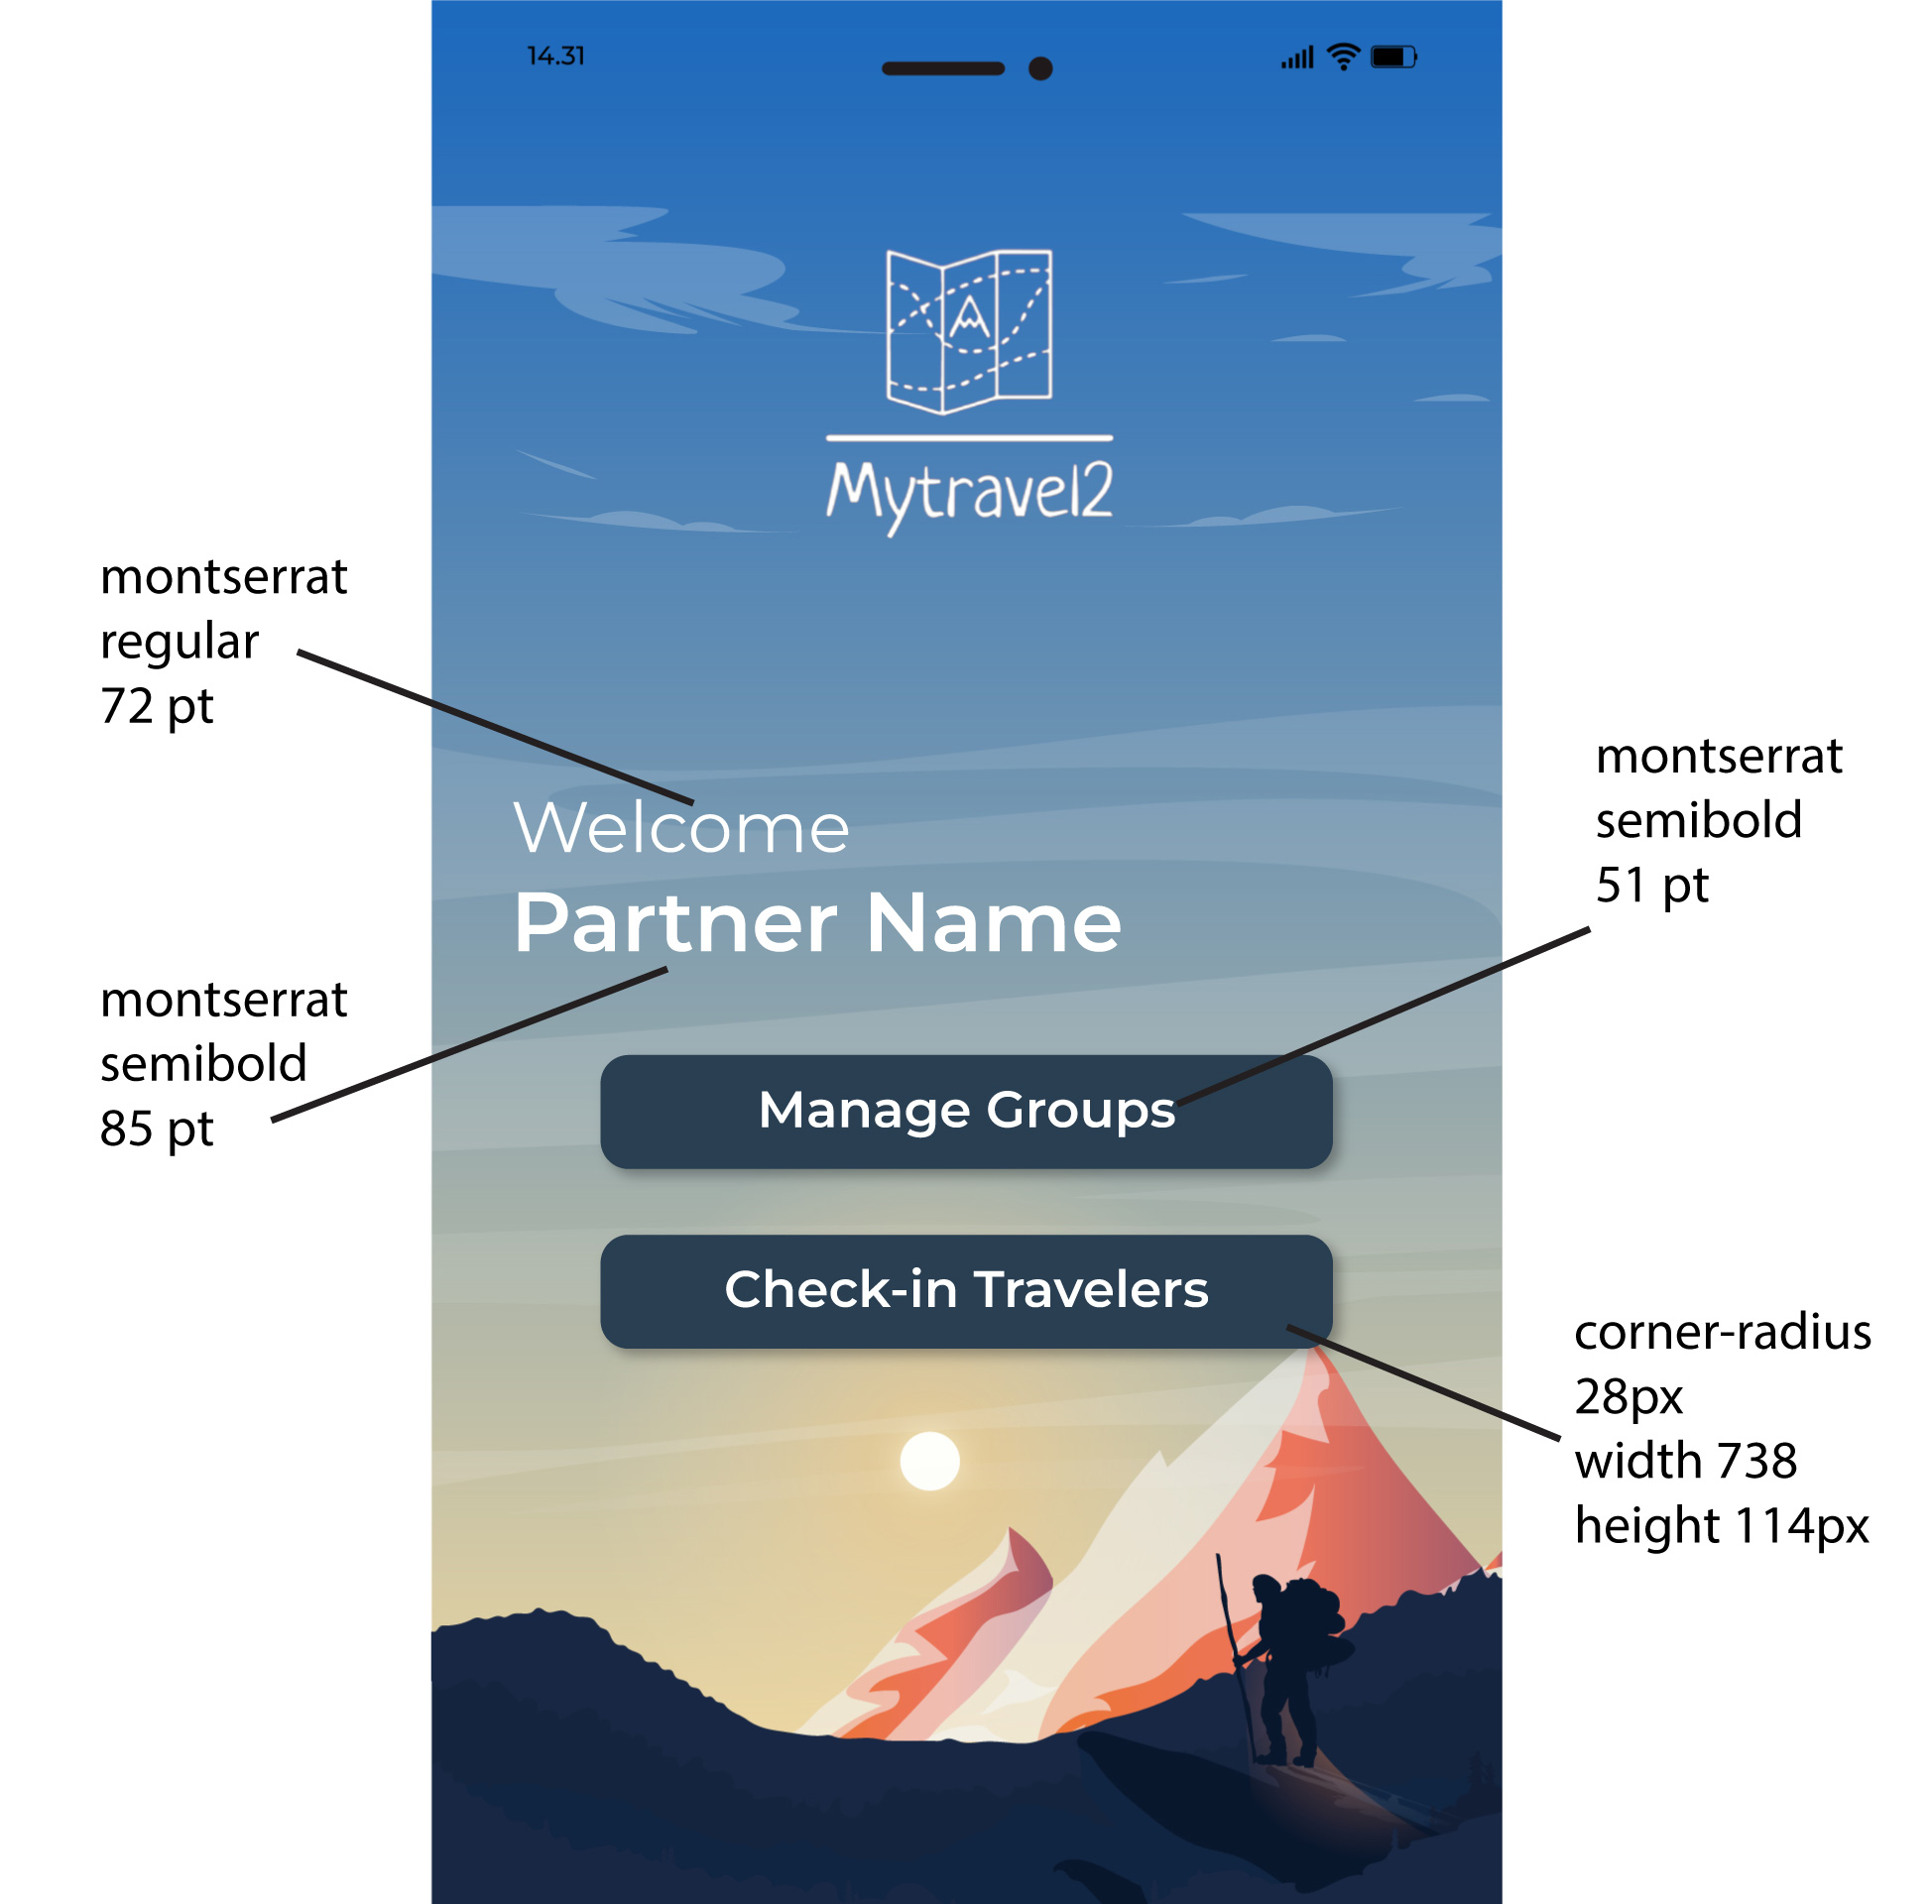 14.31
Mytravel2
montserrat
regular
72 pt
Welcome
Partner Name
montserrat
semibold
51 pt
montserrat
semibold
85 pt
Manage Groups
Check-in Travelers
corner-radius
28px
width 738
height 114px